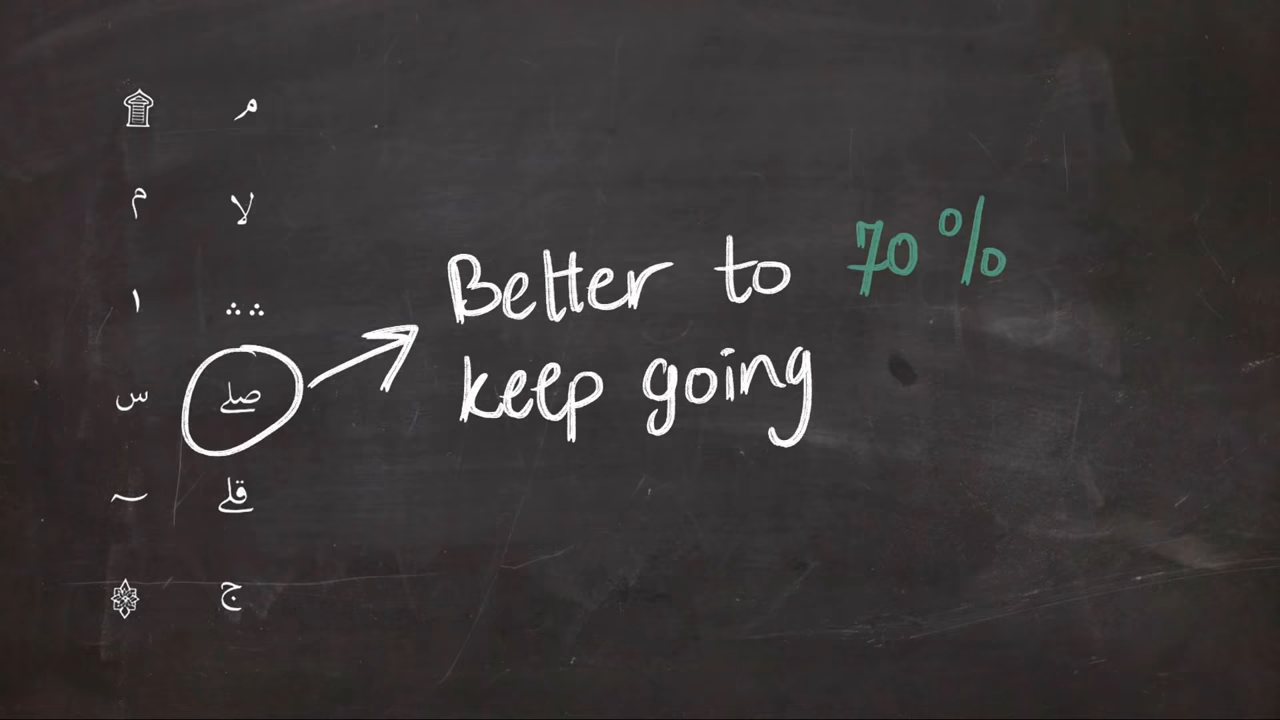 م
م لا
ا ∴ ∴
س صلے
قلے
ج
Better to 70%
keep going